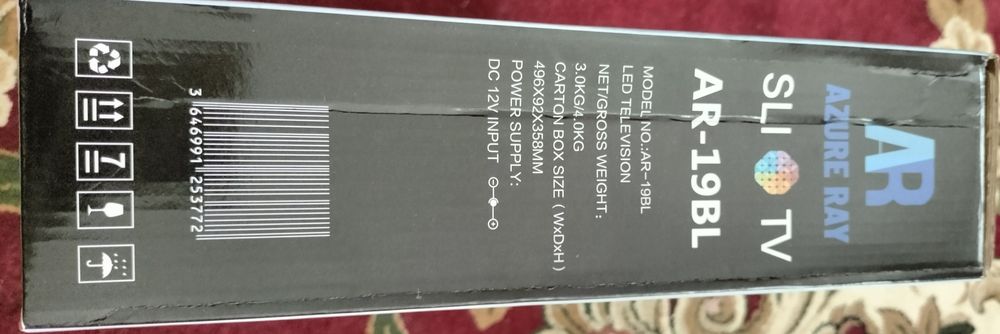 AR
AZURE RAY
SLI TV
AR-19BL
MODEL NO.:AR-19BL
LED TELEVISION
NET/GROSS WEIGHT:
3.0KG/4.0KG
CARTON BOX SIZE (WxDxH)
496X92X358MM
POWER SUPPLY:
DC 12V INPUT
3 646991 253772
7